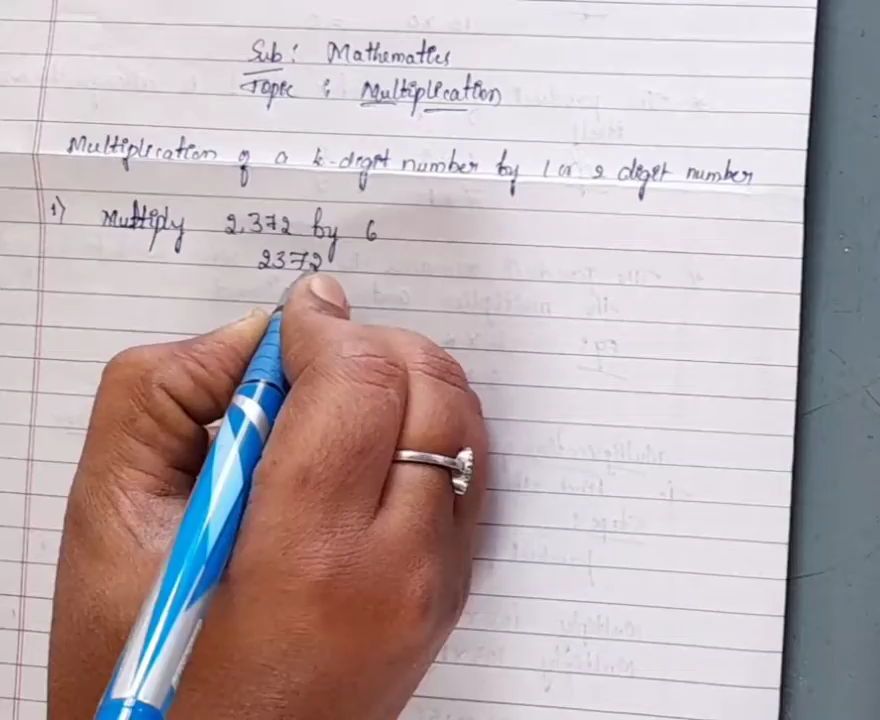 Sub: Mathematics
Topic : Multiplication
Multiplication of a k-digit number by 1 or 2 digit number
1) Multiply 2,372 by 6
2372